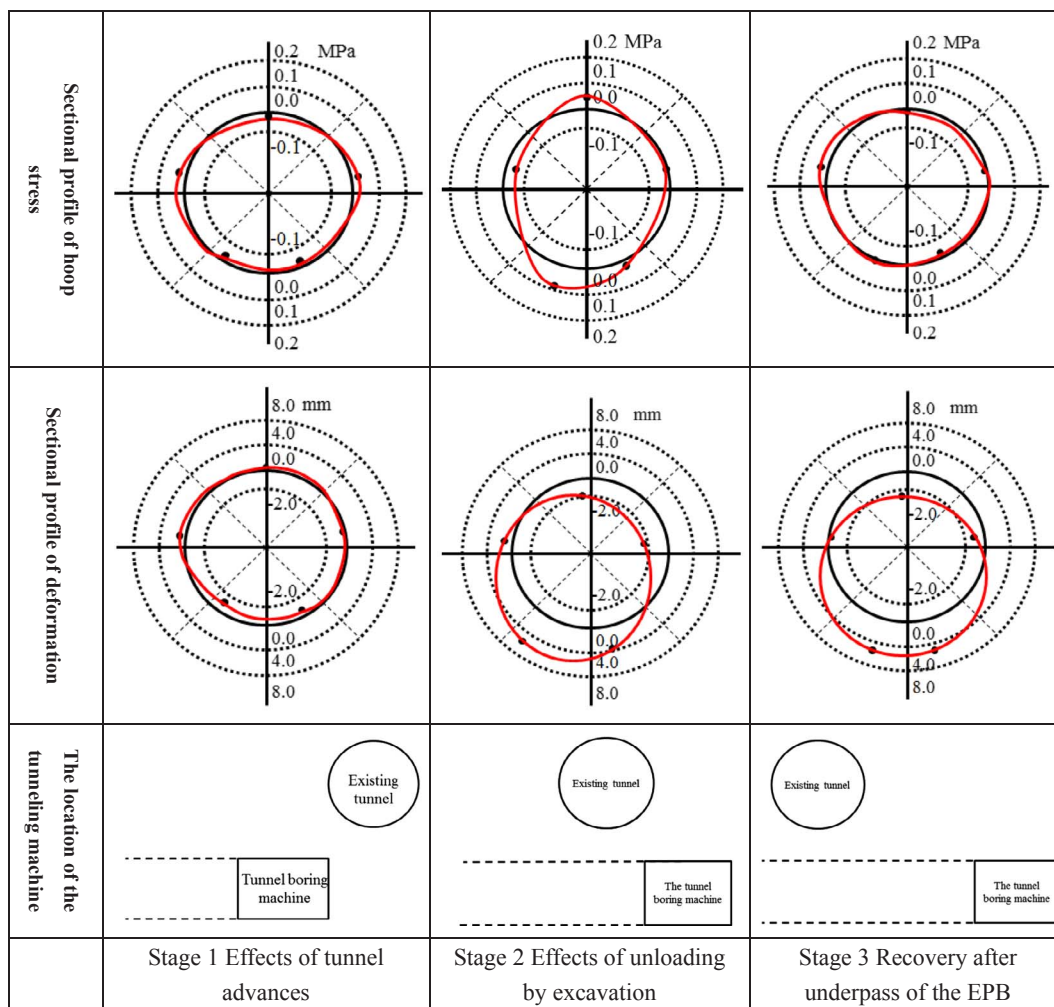 Sectional profile of hoop
stress
0.2 MPa
0.1
0.0
-0.1
-0.1
0.0
0.1
0.2
0.2 MPa
0.1
0.0
-0.1
-0.1
0.0
0.1
0.2
0.2 MPa
0.1
0.0
-0.1
-0.1
0.0
0.1
0.2
Sectional profile of deformation
8.0 mm
4.0
0.0
-2.0
-2.0
0.0
4.0
8.0
8.0 mm
4.0
0.0
-2.0
-2.0
0.0
4.0
8.0
8.0 mm
4.0
0.0
-2.0
-2.0
0.0
4.0
8.0
The location of the
tunneling machine
Existing
tunnel
Tunnel boring
machine
Existing tunnel
The tunnel
boring machine
Existing tunnel
The tunnel
boring machine
Stage 1 Effects of tunnel
advances
Stage 2 Effects of unloading
by excavation
Stage 3 Recovery after
underpass of the EPB